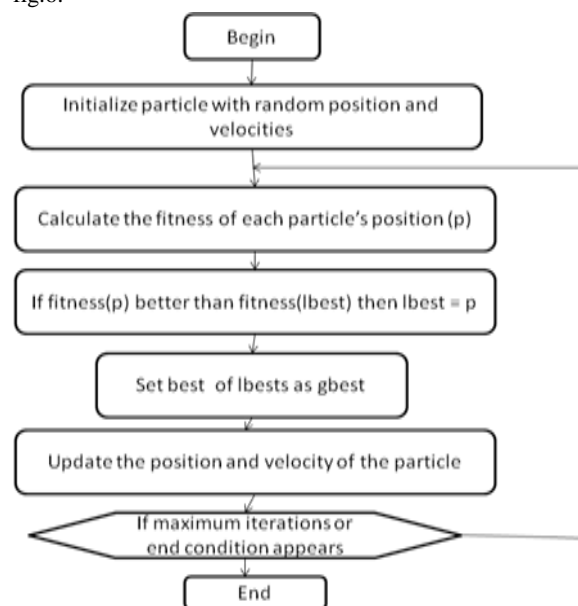 fig.6.
Begin
Initialize particle with random position and
velocities
Calculate the fitness of each particle's position (p)
If fitness(p) better than fitness(lbest) then lbest = p
Set best of lbests as gbest
Update the position and velocity of the particle
If maximum iterations or
end condition appears
End